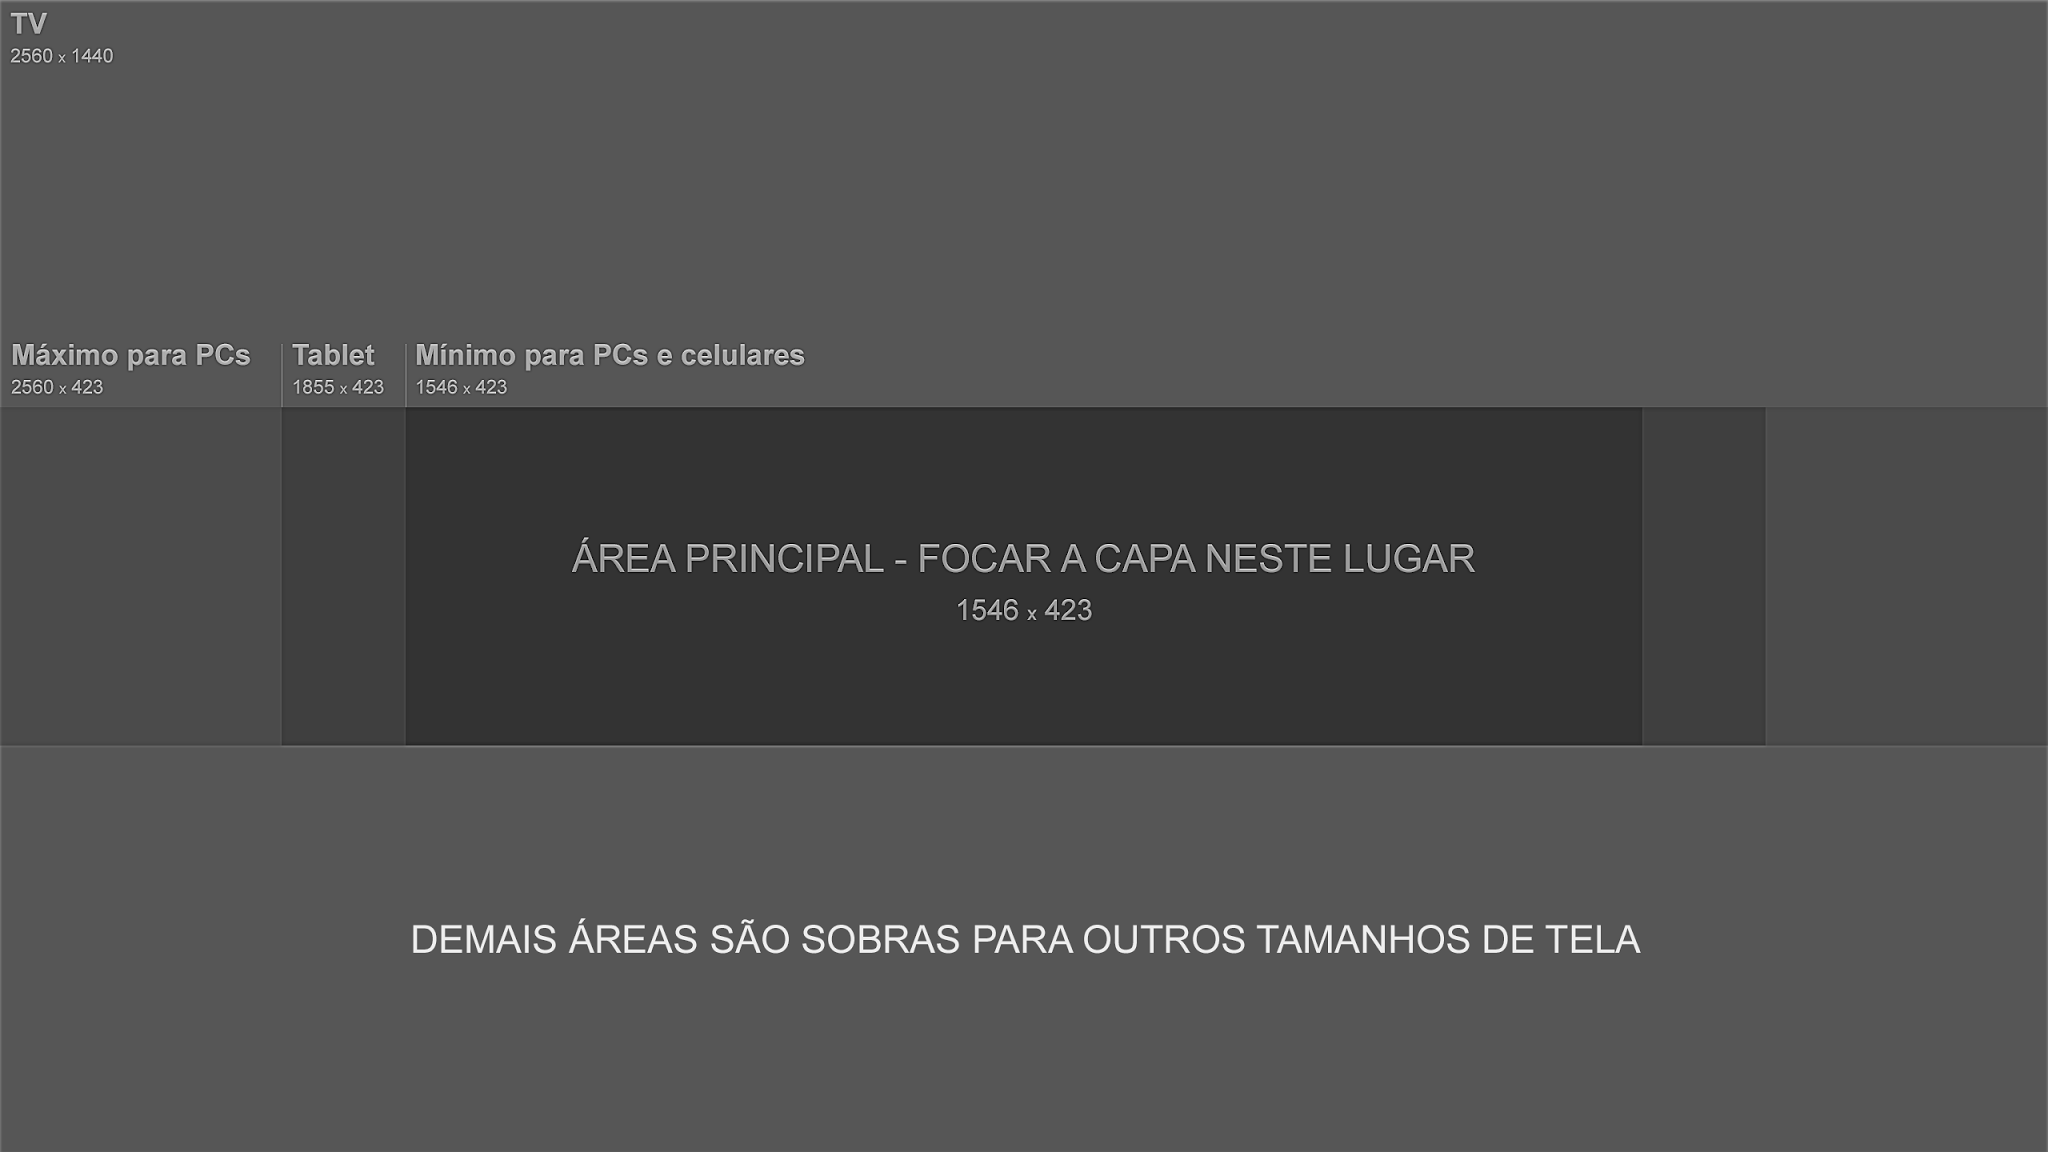 TV
2560 x 1440
Máximo para PCs
2560 x 423
Tablet
1855 x 423
Mínimo para PCs e celulares
1546 x 423
ÁREA PRINCIPAL - FOCAR A CAPA NESTE LUGAR
1546 x 423
DEMAIS ÁREAS SÃO SOBRAS PARA OUTROS TAMANHOS DE TELA